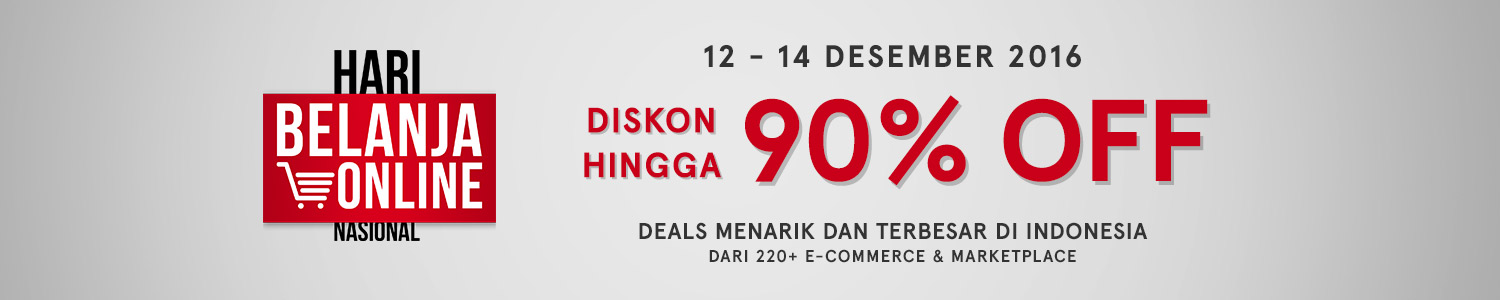 HARI
BELANJA
ONLINE
NASIONAL
12 - 14 DESEMBER 2016
DISKON
HINGGA
90% OFF
DEALS MENARIK DAN TERBESAR DI INDONESIA
DARI 220+ E-COMMERCE & MARKETPLACE